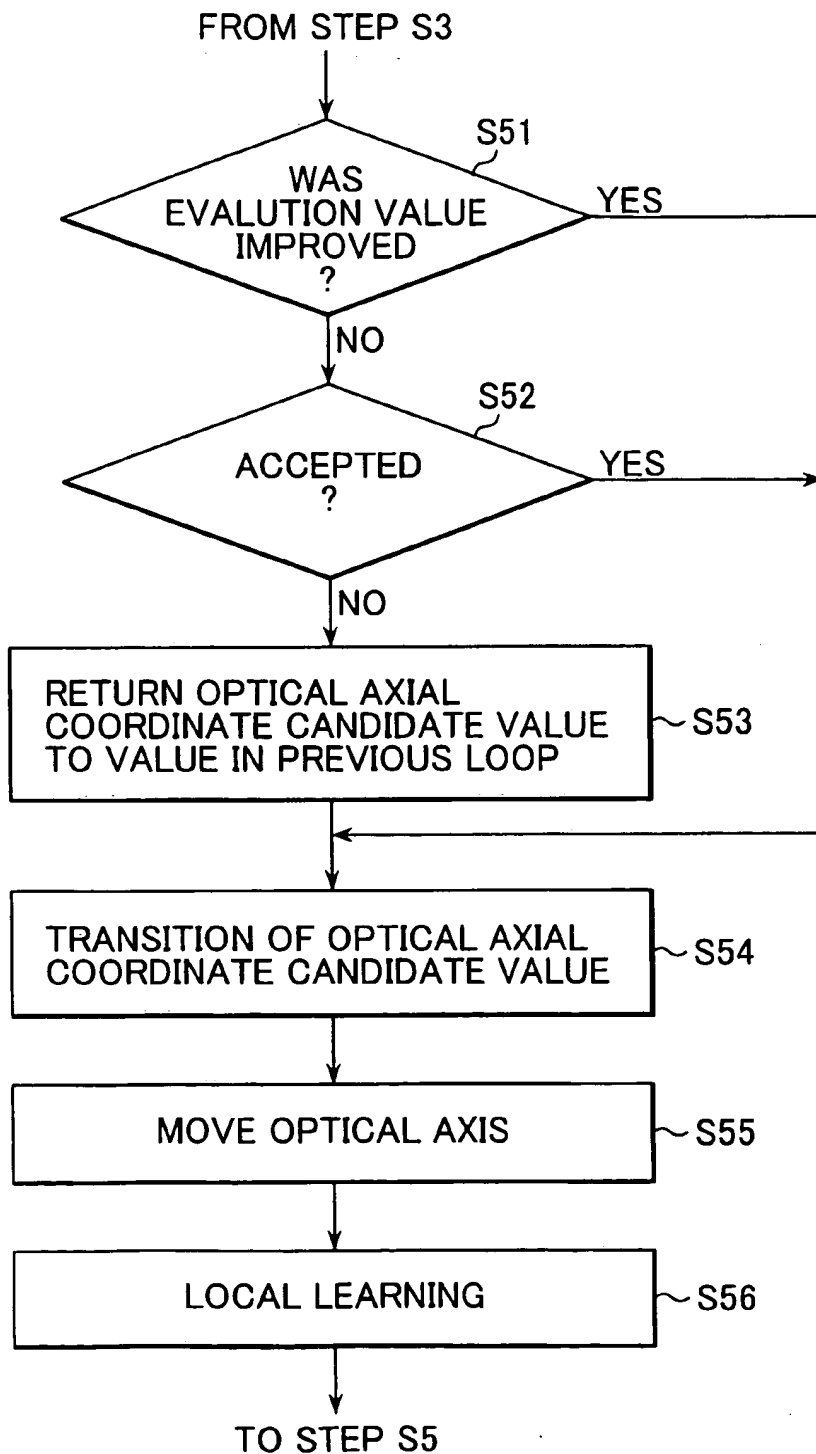 FROM STEP S3
S51
WAS
EVALUTION VALUE
IMPROVED
?
YES
NO
S52
ACCEPTED
?
YES
NO
RETURN OPTICAL AXIAL
COORDINATE CANDIDATE VALUE
TO VALUE IN PREVIOUS LOOP
S53
TRANSITION OF OPTICAL AXIAL
COORDINATE CANDIDATE VALUE
S54
MOVE OPTICAL AXIS
S55
LOCAL LEARNING
S56
TO STEP S5